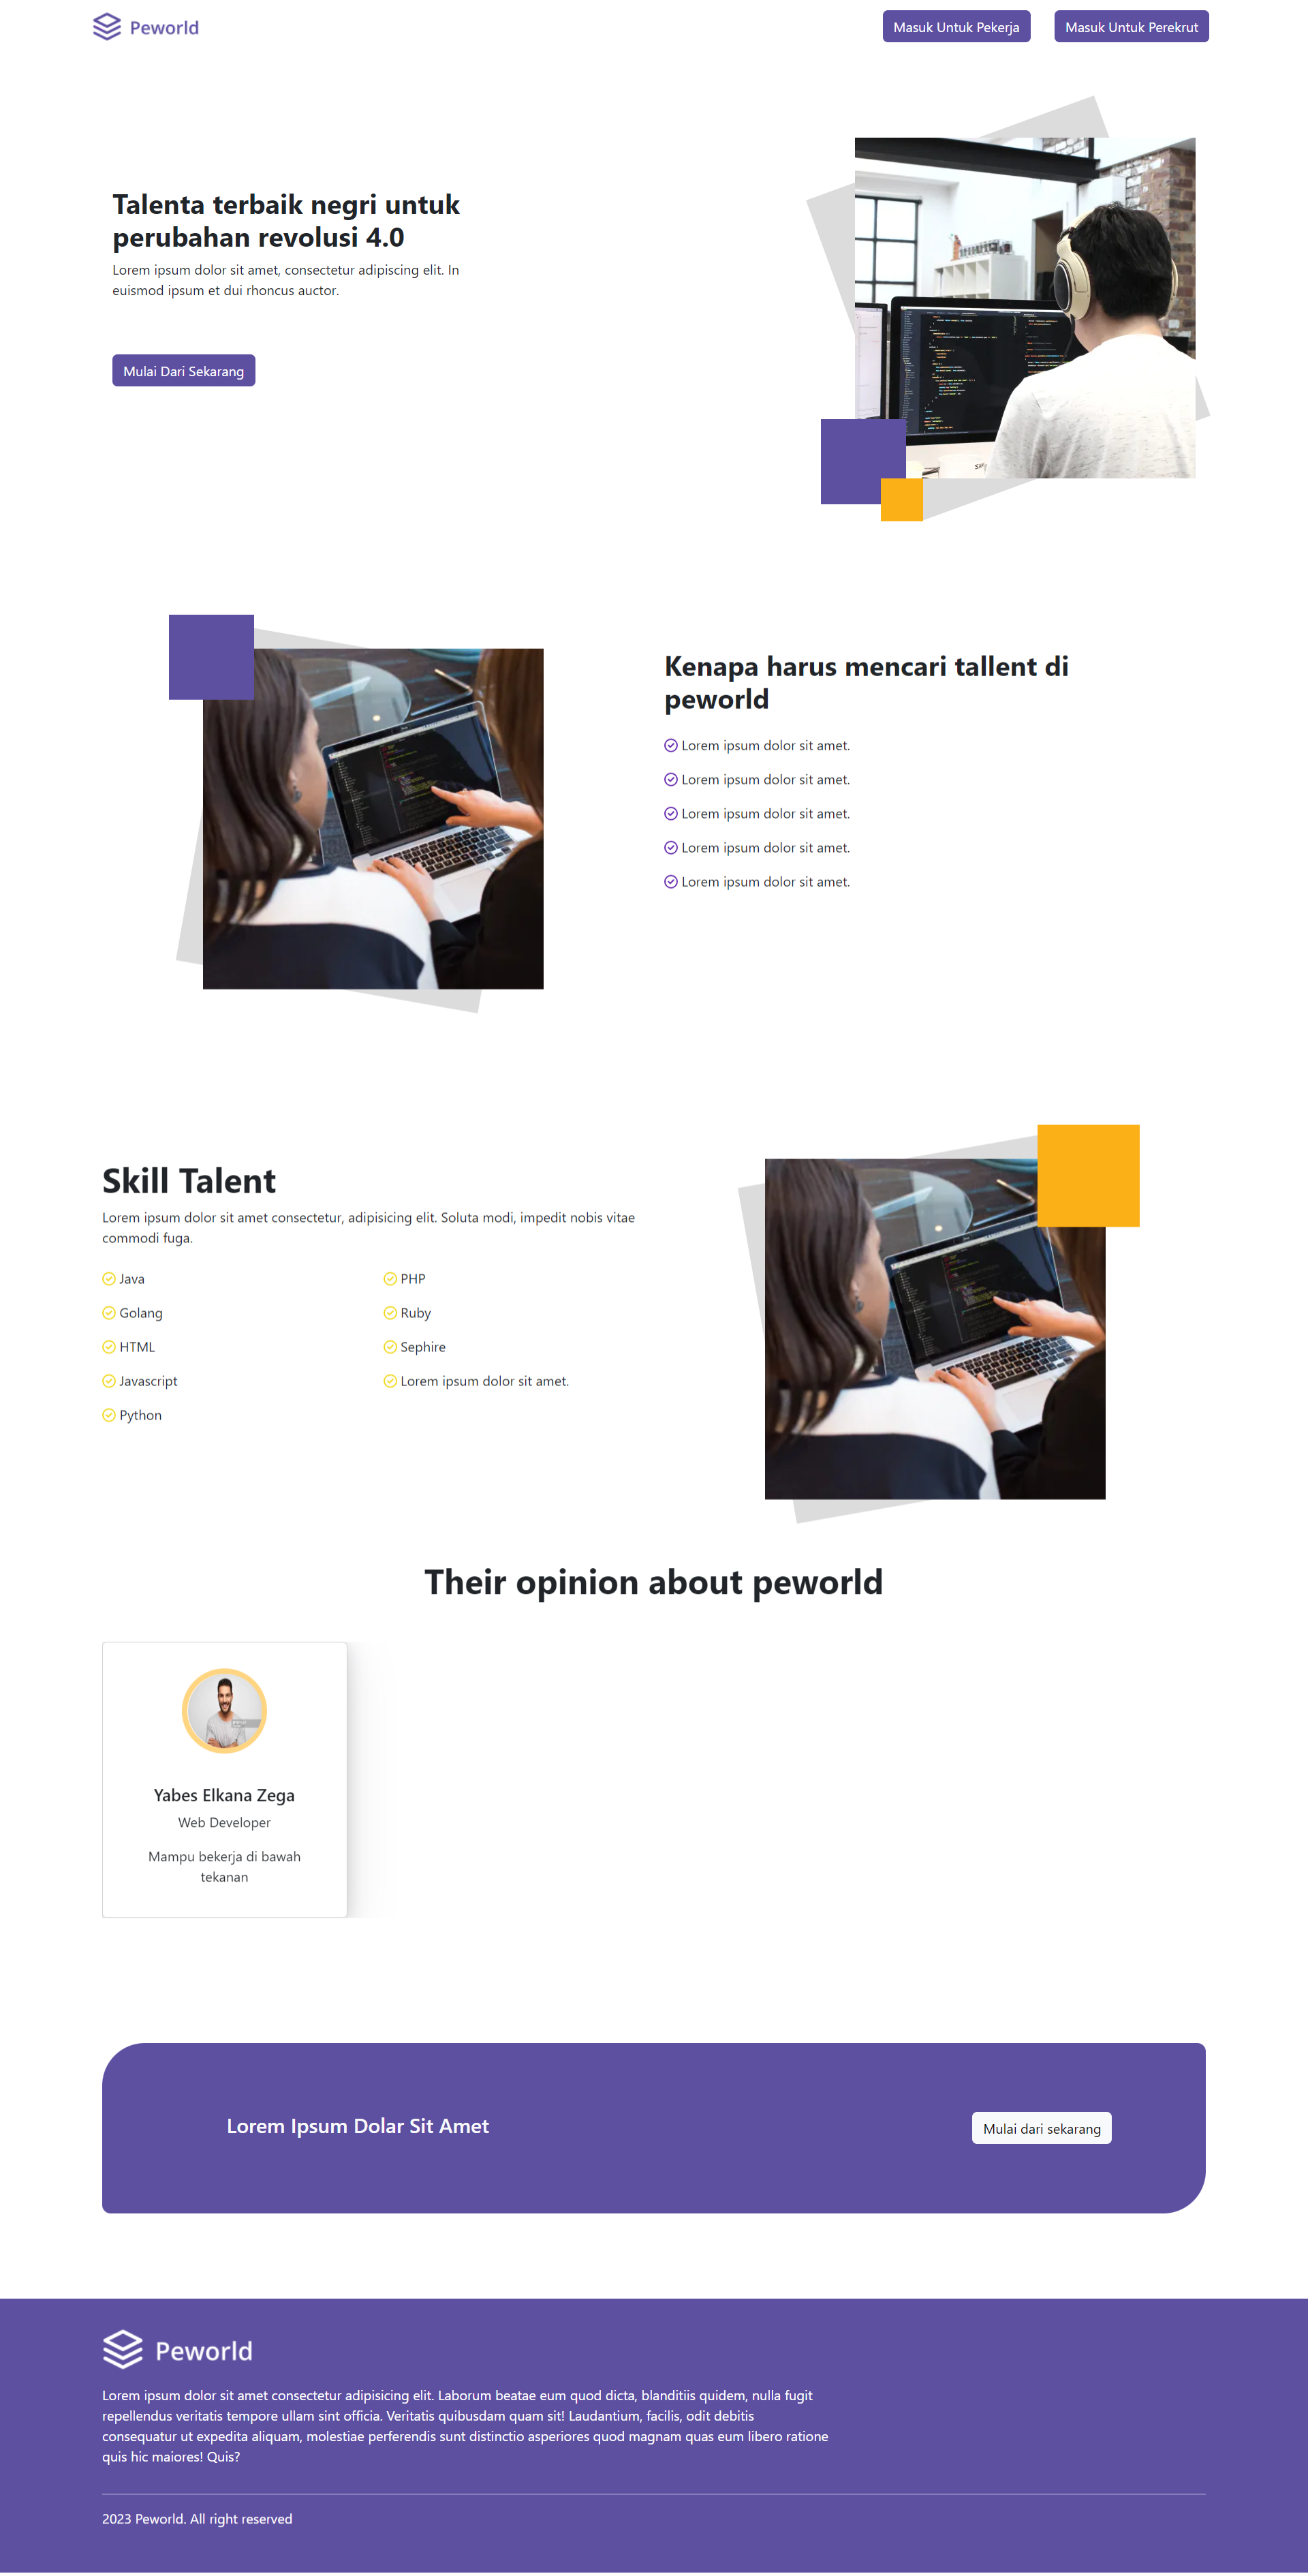 Peworld
Masuk Untuk Pekerja
Masuk Untuk Perekrut
Talenta terbaik negri untuk
perubahan revolusi 4.0
Lorem ipsum dolor sit amet, consectetur adipiscing elit. In
euismod ipsum et dui rhoncus auctor.
Mulai Dari Sekarang
Kenapa harus mencari tallent di
peworld
Lorem ipsum dolor sit amet.
Lorem ipsum dolor sit amet.
Lorem ipsum dolor sit amet.
Lorem ipsum dolor sit amet.
Lorem ipsum dolor sit amet.
Skill Talent
Lorem ipsum dolor sit amet consectetur, adipisicing elit. Soluta modi, impedit nobis vitae
commodi fuga.
Java
Golang
HTML
Javascript
Python
PHP
Ruby
Sephire
Lorem ipsum dolor sit amet.
Their opinion about peworld
Yabes Elkana Zega
Web Developer
Mampu bekerja di bawah
tekanan
Lorem Ipsum Dolar Sit Amet
Mulai dari sekarang
Peworld
Lorem ipsum dolor sit amet consectetur adipisicing elit. Laborum beatae eum quod dicta, blanditiis quidem, nulla fugit
repellendus veritatis tempore ullam sint officia. Veritatis quibusdam quam sit! Laudantium, facilis, odit debitis
consequatur ut expedita aliquam, molestiae perferendis sunt distinctio asperiores quod magnam quas eum libero ratione
quis hic maiores! Quis?
2023 Peworld. All right reserved